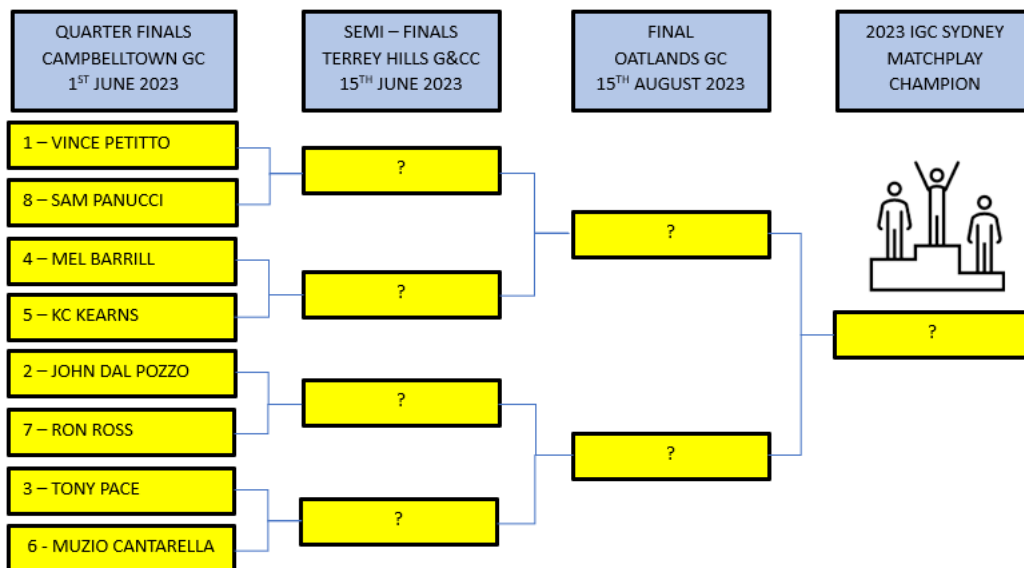 QUARTER FINALS
CAMPBELLTOWN GC
1ST JUNE 2023
SEMI – FINALS
TERREY HILLS G&CC
15TH JUNE 2023
FINAL
OATLANDS GC
15TH AUGUST 2023
2023 IGC SYDNEY
MATCHPLAY
CHAMPION
1 – VINCE PETITTO
8 – SAM PANUCCI
4 – MEL BARRILL
5 – KC KEARNS
2 – JOHN DAL POZZO
7 – RON ROSS
3 – TONY PACE
6 - MUZIO CANTARELLA
?
?
?
?
?
?
?